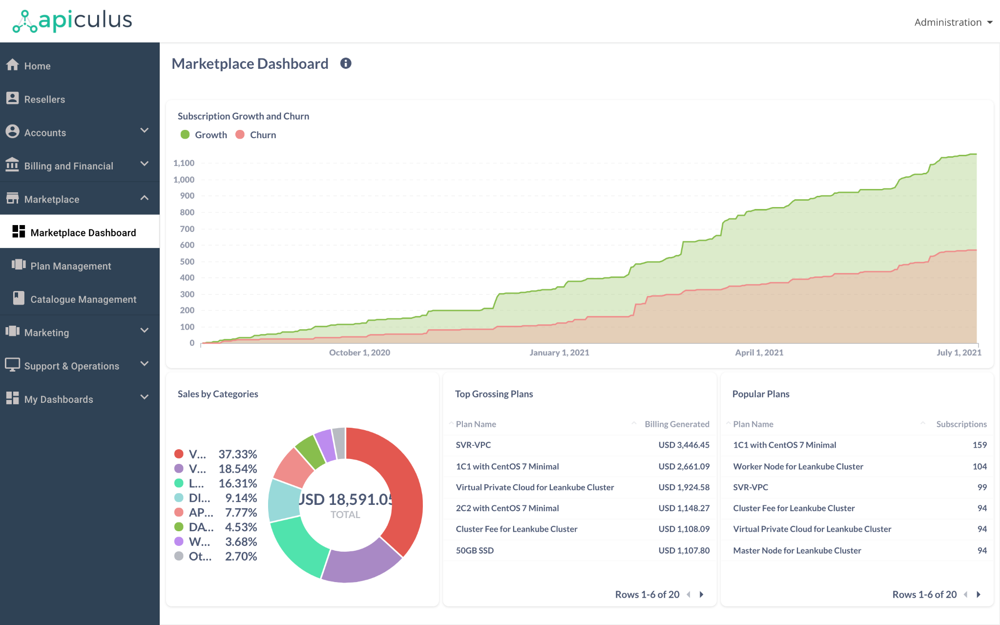 apiculus
Administration
Home
Resellers
Accounts
Billing and Financial
Marketplace
Marketplace Dashboard
Plan Management
Catalogue Management
Marketing
Support & Operations
My Dashboards
Marketplace Dashboard
Subscription Growth and Churn
Growth Churn
1,100
1,000
900
800
700
600
500
400
300
200
100
0
October 1, 2020 January 1, 2021 April 1, 2021 July 1, 2021
Sales by Categories
V... 37.33%
V... 18.54%
L... 16.31%
DI... 9.14%
AP... 7.77%
DA... 4.53%
W... 3.68%
Ot... 2.70%
USD 18,591.05
TOTAL
Top Grossing Plans
Plan Name Billing Generated
SVR-VPC USD 3,446.45
1C1 with CentOS 7 Minimal USD 2,661.09
Virtual Private Cloud for Leankube Cluster USD 1,924.58
2C2 with CentOS 7 Minimal USD 1,148.27
Cluster Fee for Leankube Cluster USD 1,108.09
50GB SSD USD 1,107.80
Rows 1-6 of 20
Popular Plans
Plan Name Subscriptions
1C1 with CentOS 7 Minimal 159
Worker Node for Leankube Cluster 104
SVR-VPC 99
Cluster Fee for Leankube Cluster 94
Virtual Private Cloud for Leankube Cluster 94
Master Node for Leankube Cluster 94
Rows 1-6 of 20